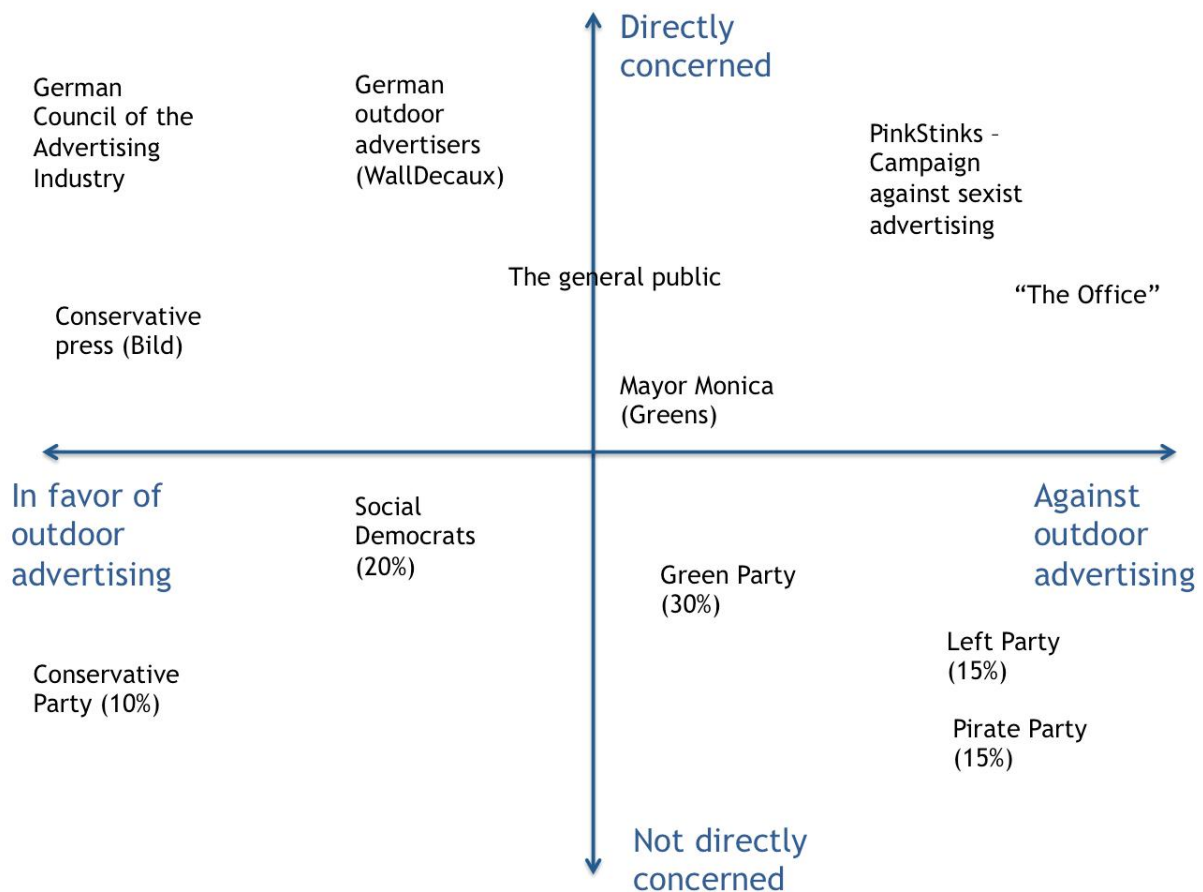 Directly
concerned
German
Council of the
Advertising
Industry
German
outdoor
advertisers
(WallDecaux)
PinkStinks –
Campaign
against sexist
advertising
The general public
“The Office”
Conservative
press (Bild)
Mayor Monica
(Greens)
In favor of
outdoor
advertising
Against
outdoor
advertising
Social
Democrats
(20%)
Green Party
(30%)
Left Party
(15%)
Conservative
Party (10%)
Pirate Party
(15%)
Not directly
concerned